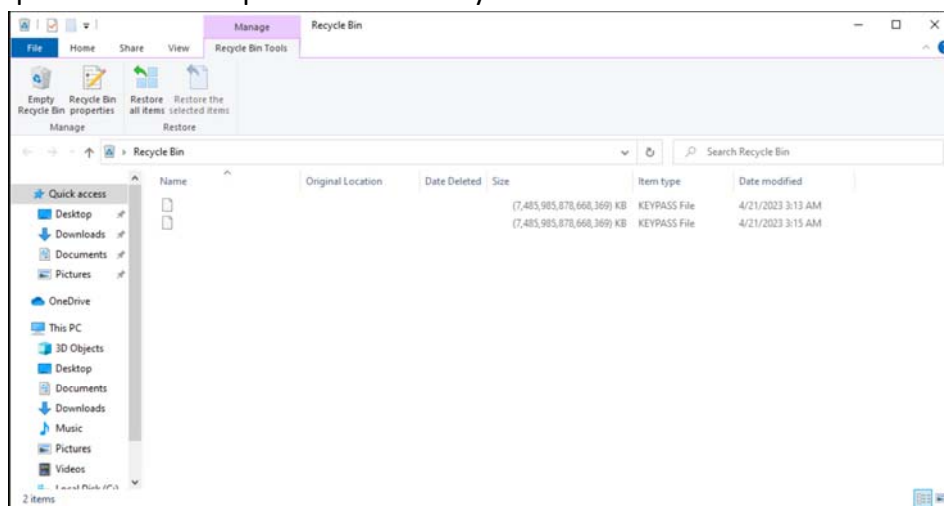 Manage
Recycle Bin
File Home Share View Recycle Bin Tools
Empty Recycle Bin
Recycle Bin properties
Restore all items
Restore the selected items
Manage
Restore
Recycle Bin
Search Recycle Bin
Name Original Location Date Deleted Size Item type Date modified
(7,485,985,878,668,369) KB KEYPASS File 4/21/2023 3:13 AM
(7,485,985,878,668,369) KB KEYPASS File 4/21/2023 3:15 AM
Quick access
Desktop
Downloads
Documents
Pictures
OneDrive
This PC
3D Objects
Desktop
Documents
Downloads
Music
Pictures
Videos
Local Disk (C:)
2 items